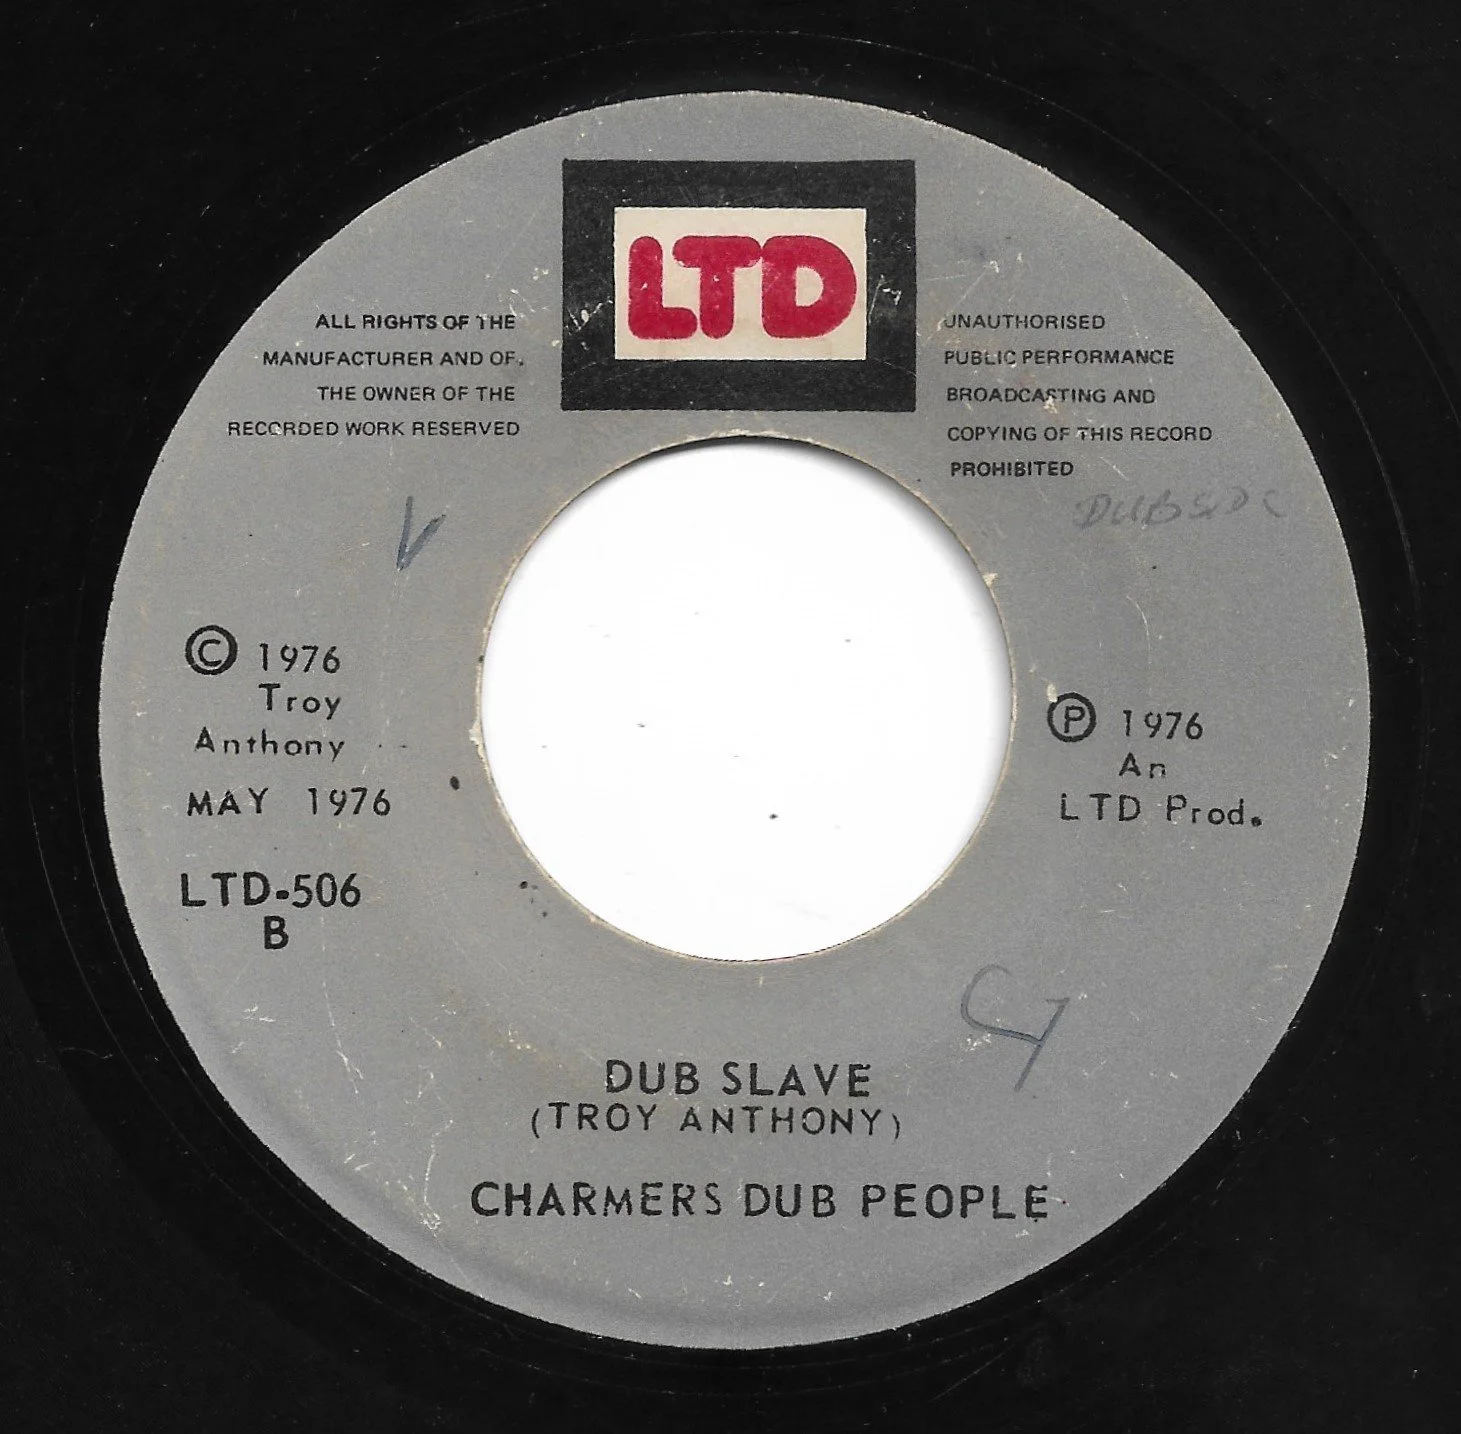 LTD
ALL RIGHTS OF THE
MANUFACTURER AND OF
THE OWNER OF THE
RECORDED WORK RESERVED
UNAUTHORISED
PUBLIC PERFORMANCE
BROADCASTING AND
COPYING OF THIS RECORD
PROHIBITED
DUBSIDE
© 1976
Troy
Anthony
MAY 1976
LTD-506
B
℗ 1976
An
LTD Prod.
DUB SLAVE
(TROY ANTHONY)
CHARMERS DUB PEOPLE